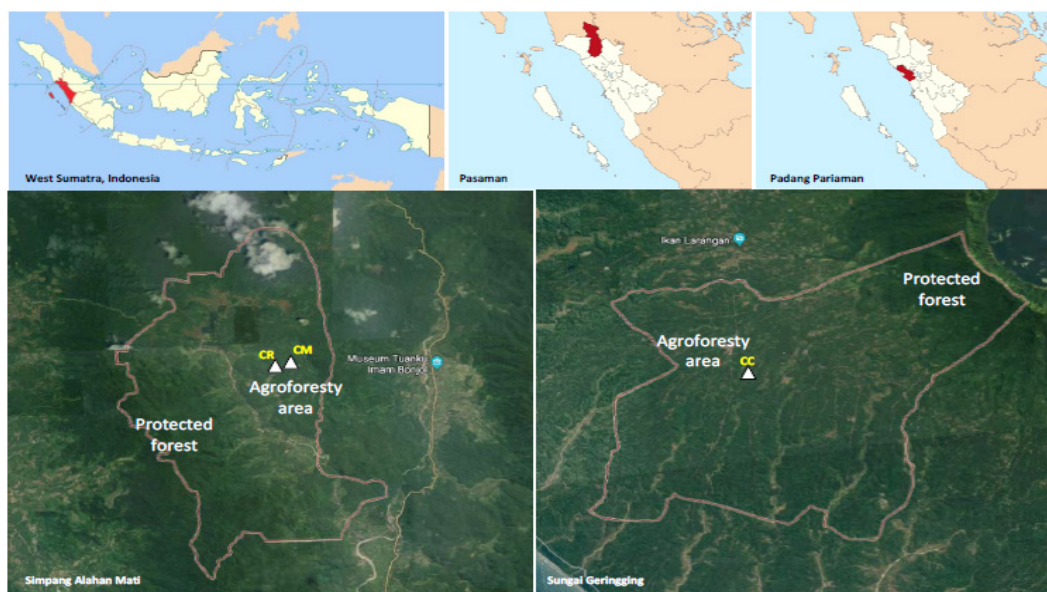 West Sumatra, Indonesia
Pasaman
Padang Pariaman
CR
CM
Museum Tuanku
Imam Bonjol
Agroforesty
area
Protected
forest
Simpang Alahan Mati
Ikan Larangan
Protected
forest
Agroforesty
area
CC
Sungai Geringging